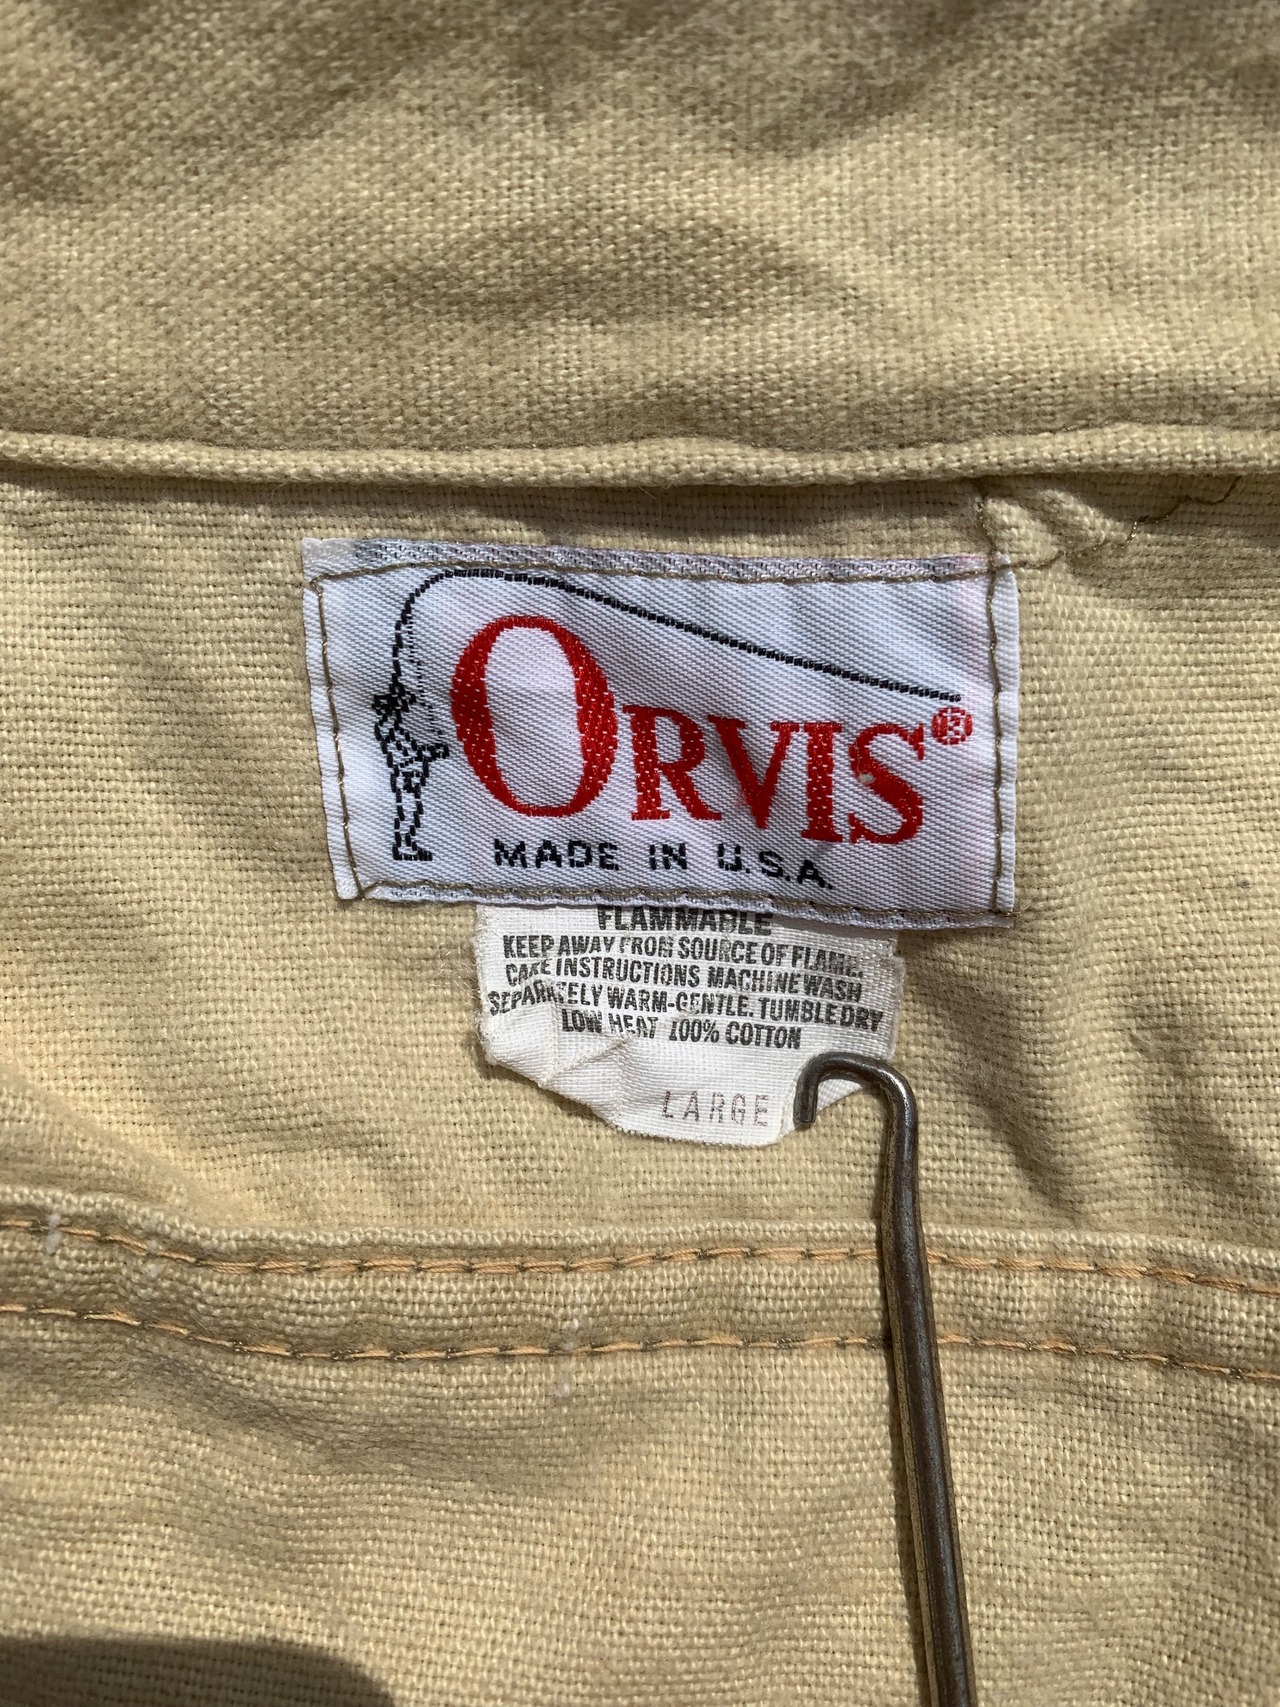 ORVIS®
MADE IN U.S.A.
FLAMMABLE
KEEP AWAY FROM SOURCE OF FLAME.
CARE INSTRUCTIONS MACHINE WASH
SEPARATELY WARM-GENTLE. TUMBLE DRY
LOW HEAT 100% COTTON
LARGE